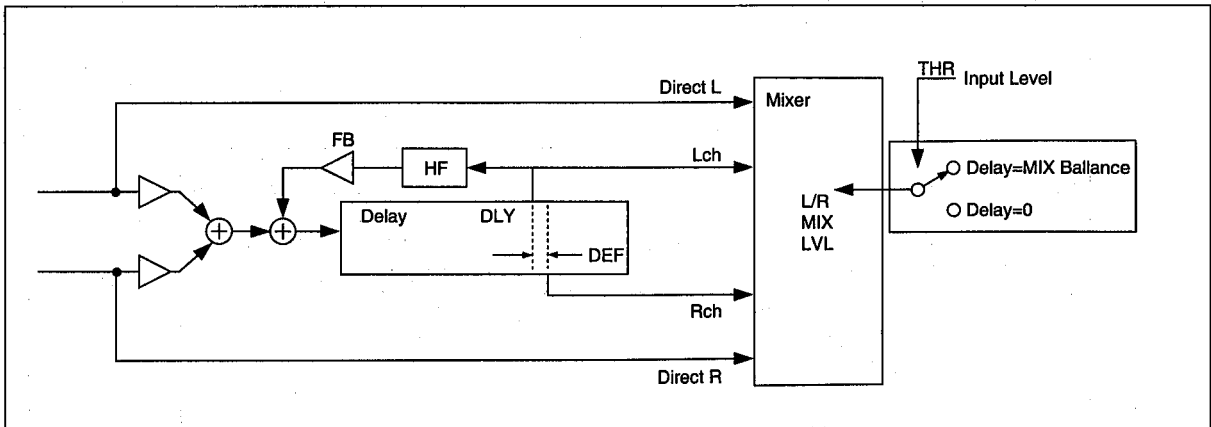 THR
Input Level
Direct L
Mixer
FB
HF
Lch
Delay=MIX Ballance
L/R
MIX
LVL
Delay=0
Delay
DLY
DEF
Rch
Direct R